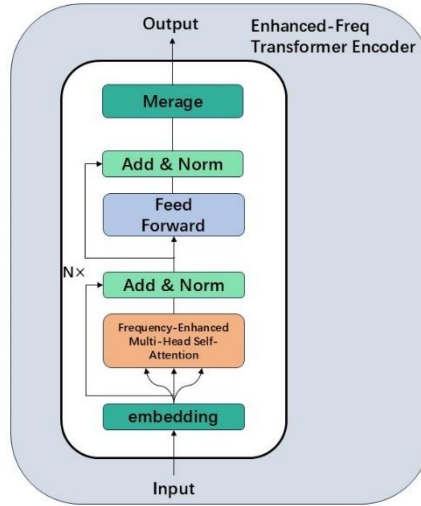 Output
Enhanced-Freq
Transformer Encoder
Merage
Add & Norm
Feed
Forward
N×
Add & Norm
Frequency-Enhanced
Multi-Head Self-
Attention
embedding
Input